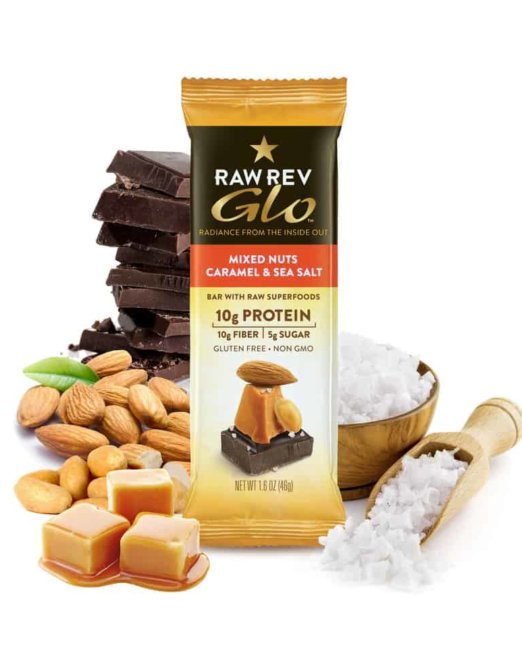 RAW REV
Glo™
RADIANCE FROM THE INSIDE OUT
MIXED NUTS
CARAMEL & SEA SALT
BAR WITH RAW SUPERFOODS
10g PROTEIN
10g FIBER | 5g SUGAR
GLUTEN FREE • NON GMO
NET WT 1.6 OZ (46g)